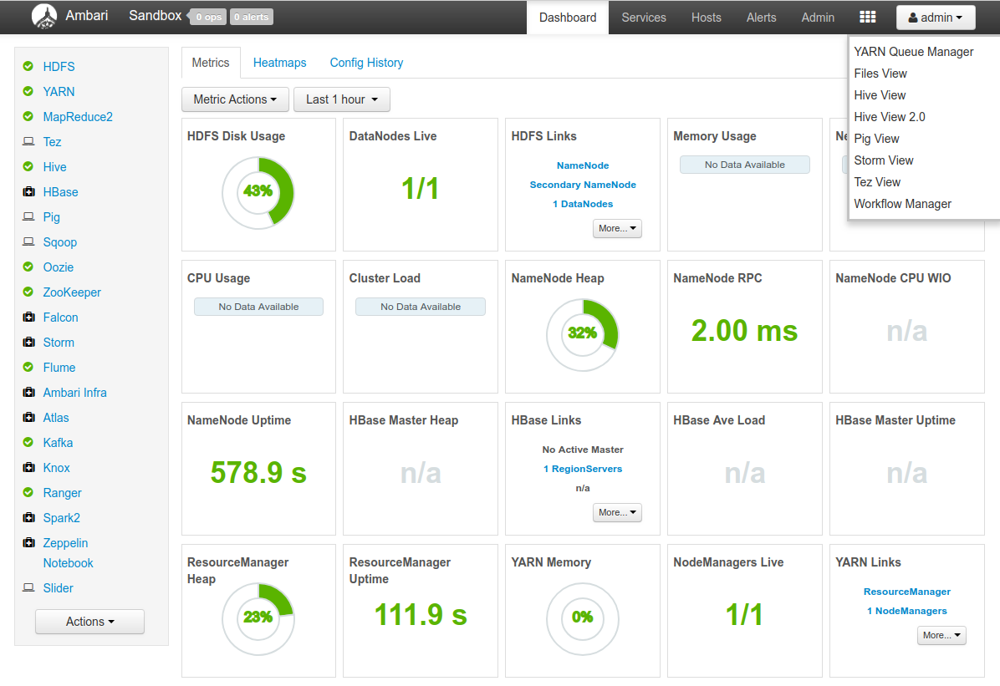 Ambari Sandbox 0 ops 0 alerts Dashboard Services Hosts Alerts Admin admin
YARN Queue Manager
Files View
Hive View
Hive View 2.0
Pig View
Storm View
Tez View
Workflow Manager
HDFS
YARN
MapReduce2
Tez
Hive
HBase
Pig
Sqoop
Oozie
ZooKeeper
Falcon
Storm
Flume
Ambari Infra
Atlas
Kafka
Knox
Ranger
Spark2
Zeppelin
Notebook
Slider
Actions
Metrics Heatmaps Config History
Metric Actions Last 1 hour
HDFS Disk Usage
43%
DataNodes Live
1/1
HDFS Links
NameNode
Secondary NameNode
1 DataNodes
More...
Memory Usage
No Data Available
CPU Usage
No Data Available
Cluster Load
No Data Available
NameNode Heap
32%
NameNode RPC
2.00 ms
NameNode CPU WIO
n/a
NameNode Uptime
578.9 s
HBase Master Heap
n/a
HBase Links
No Active Master
1 RegionServers
n/a
More...
HBase Ave Load
n/a
HBase Master Uptime
n/a
ResourceManager
Heap
23%
ResourceManager
Uptime
111.9 s
YARN Memory
0%
NodeManagers Live
1/1
YARN Links
ResourceManager
1 NodeManagers
More...